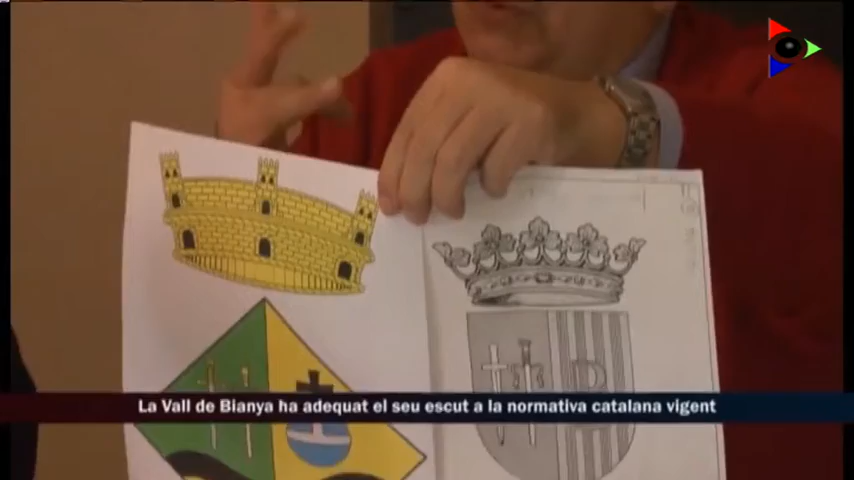 La Vall de Bianya ha adequat el seu escut a la normativa catalana vigent